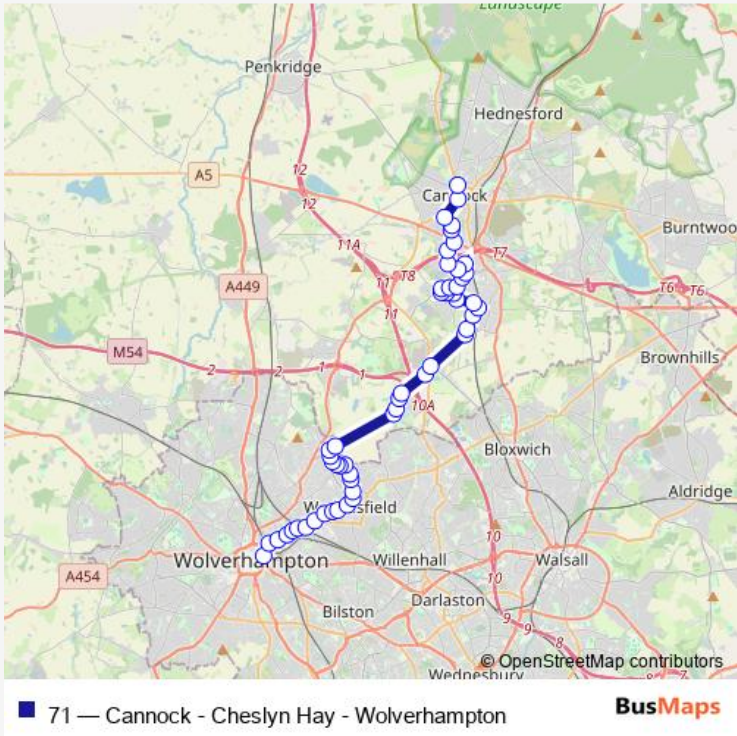 Landscape
Penkridge
Hednesford
12
A5
Cannock
12
Burntwoo
11A
T7
T8
11
T6
T6
A449
11
M54
2
2
1
1
Brownhills
10A
Bloxwich
Aldridge
Wolverhampton
Willenhall
10
Walsall
A454
10
Darlaston
Bilston
9
9
8
© OpenStreetMap contributors
Wednesbury
8
7
71 — Cannock - Cheslyn Hay - Wolverhampton
BusMaps